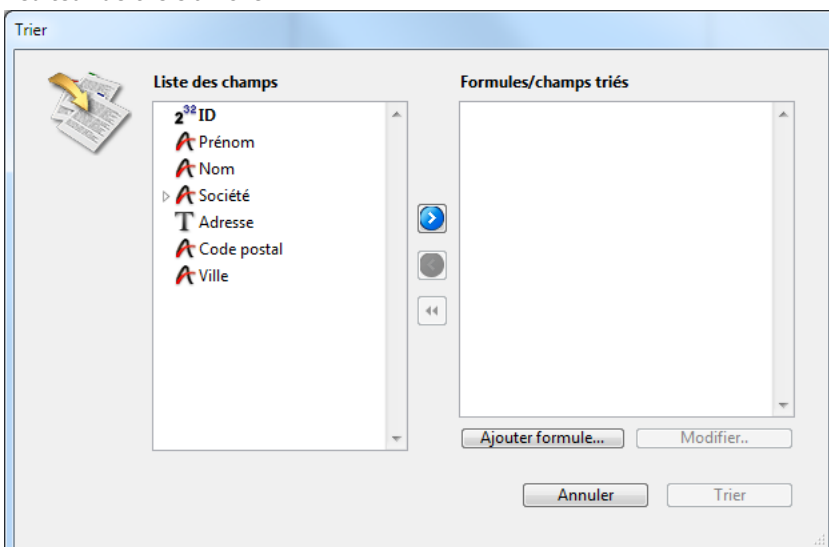 Trier
Liste des champs
2³² ID
Prénom
Nom
Société
T Adresse
Code postal
Ville
Formules/champs triés
Ajouter formule...
Modifier..
Annuler
Trier